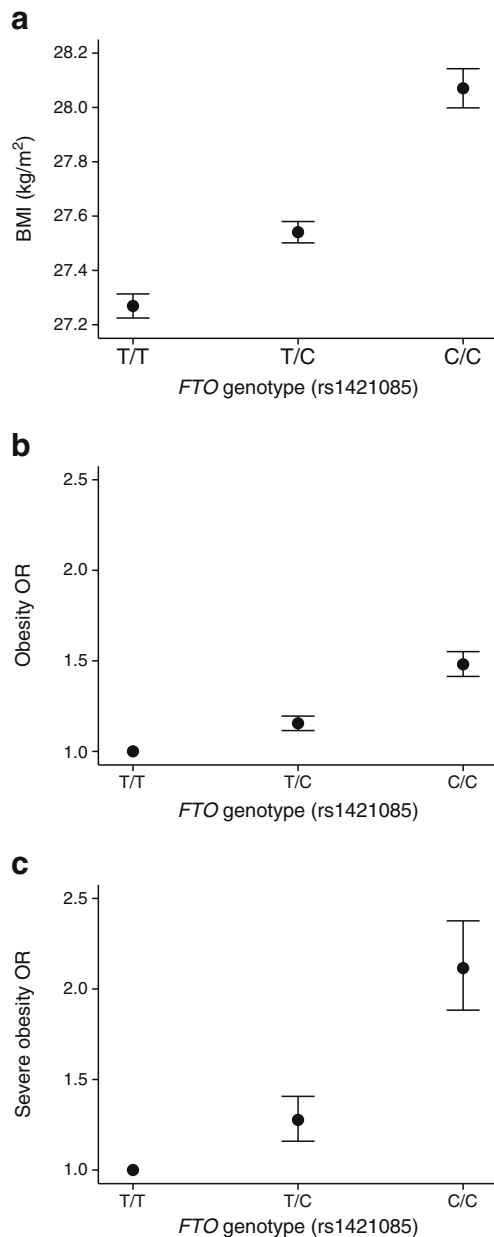 a
28.2
28.0
27.8
27.6
27.4
27.2
BMI (kg/m²)
T/T T/C C/C
FTO genotype (rs1421085)
b
2.5
2.0
1.5
1.0
Obesity OR
T/T T/C C/C
FTO genotype (rs1421085)
c
2.5
2.0
1.5
1.0
Severe obesity OR
T/T T/C C/C
FTO genotype (rs1421085)